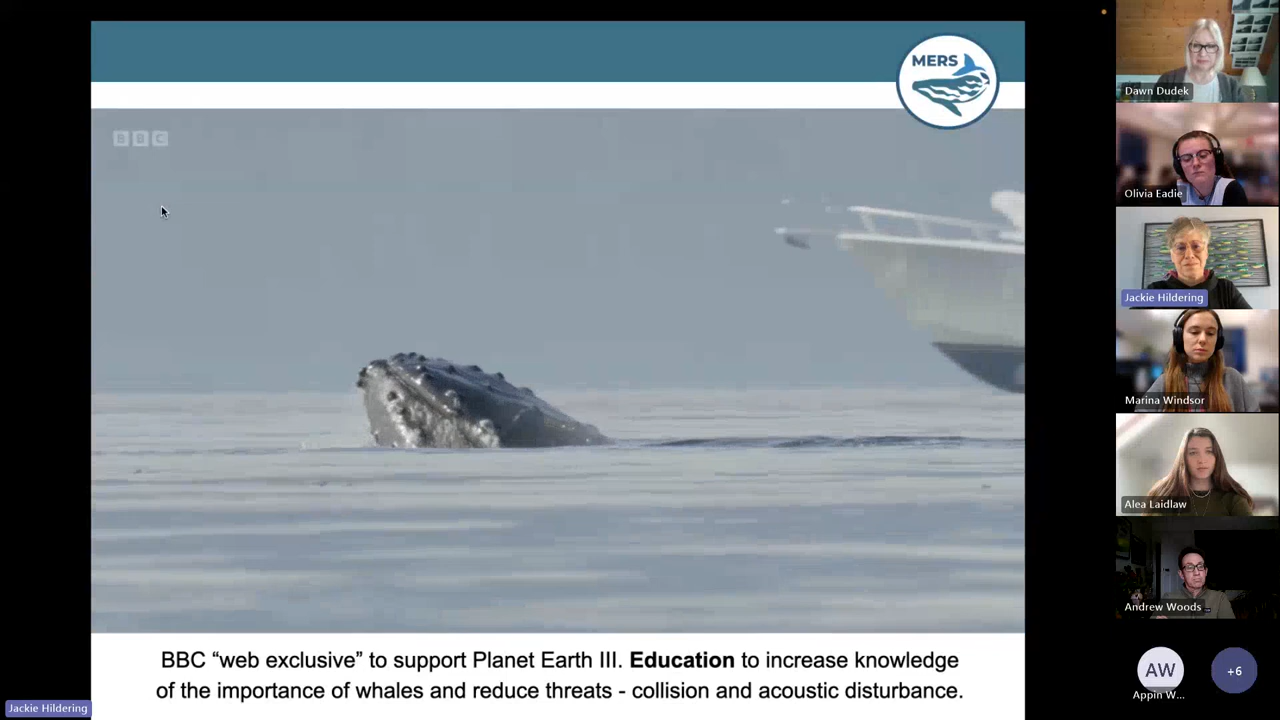 MERS
BBC
BBC “web exclusive” to support Planet Earth III. Education to increase knowledge
of the importance of whales and reduce threats - collision and acoustic disturbance.
Jackie Hildering
Dawn Dudek
Olivia Eadie
Jackie Hildering
Marina Windsor
Alea Laidlaw
Andrew Woods
AW
+6
Appin W...